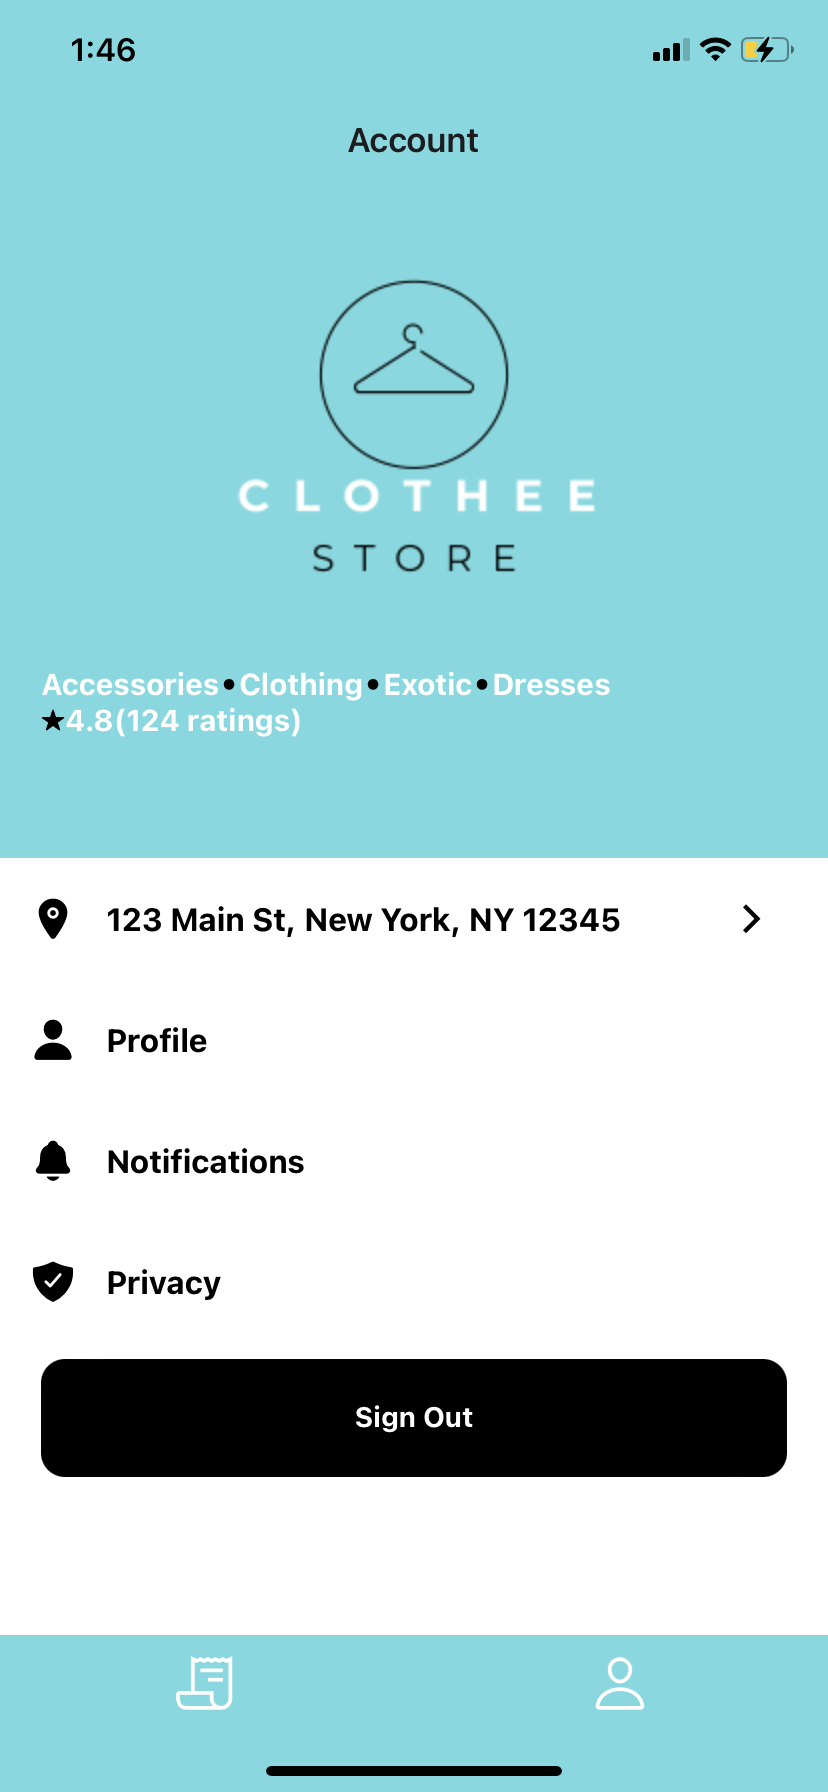 1:46
Account
CLOTHEE
STORE
Accessories•Clothing•Exotic•Dresses
★4.8(124 ratings)
123 Main St, New York, NY 12345
Profile
Notifications
Privacy
Sign Out